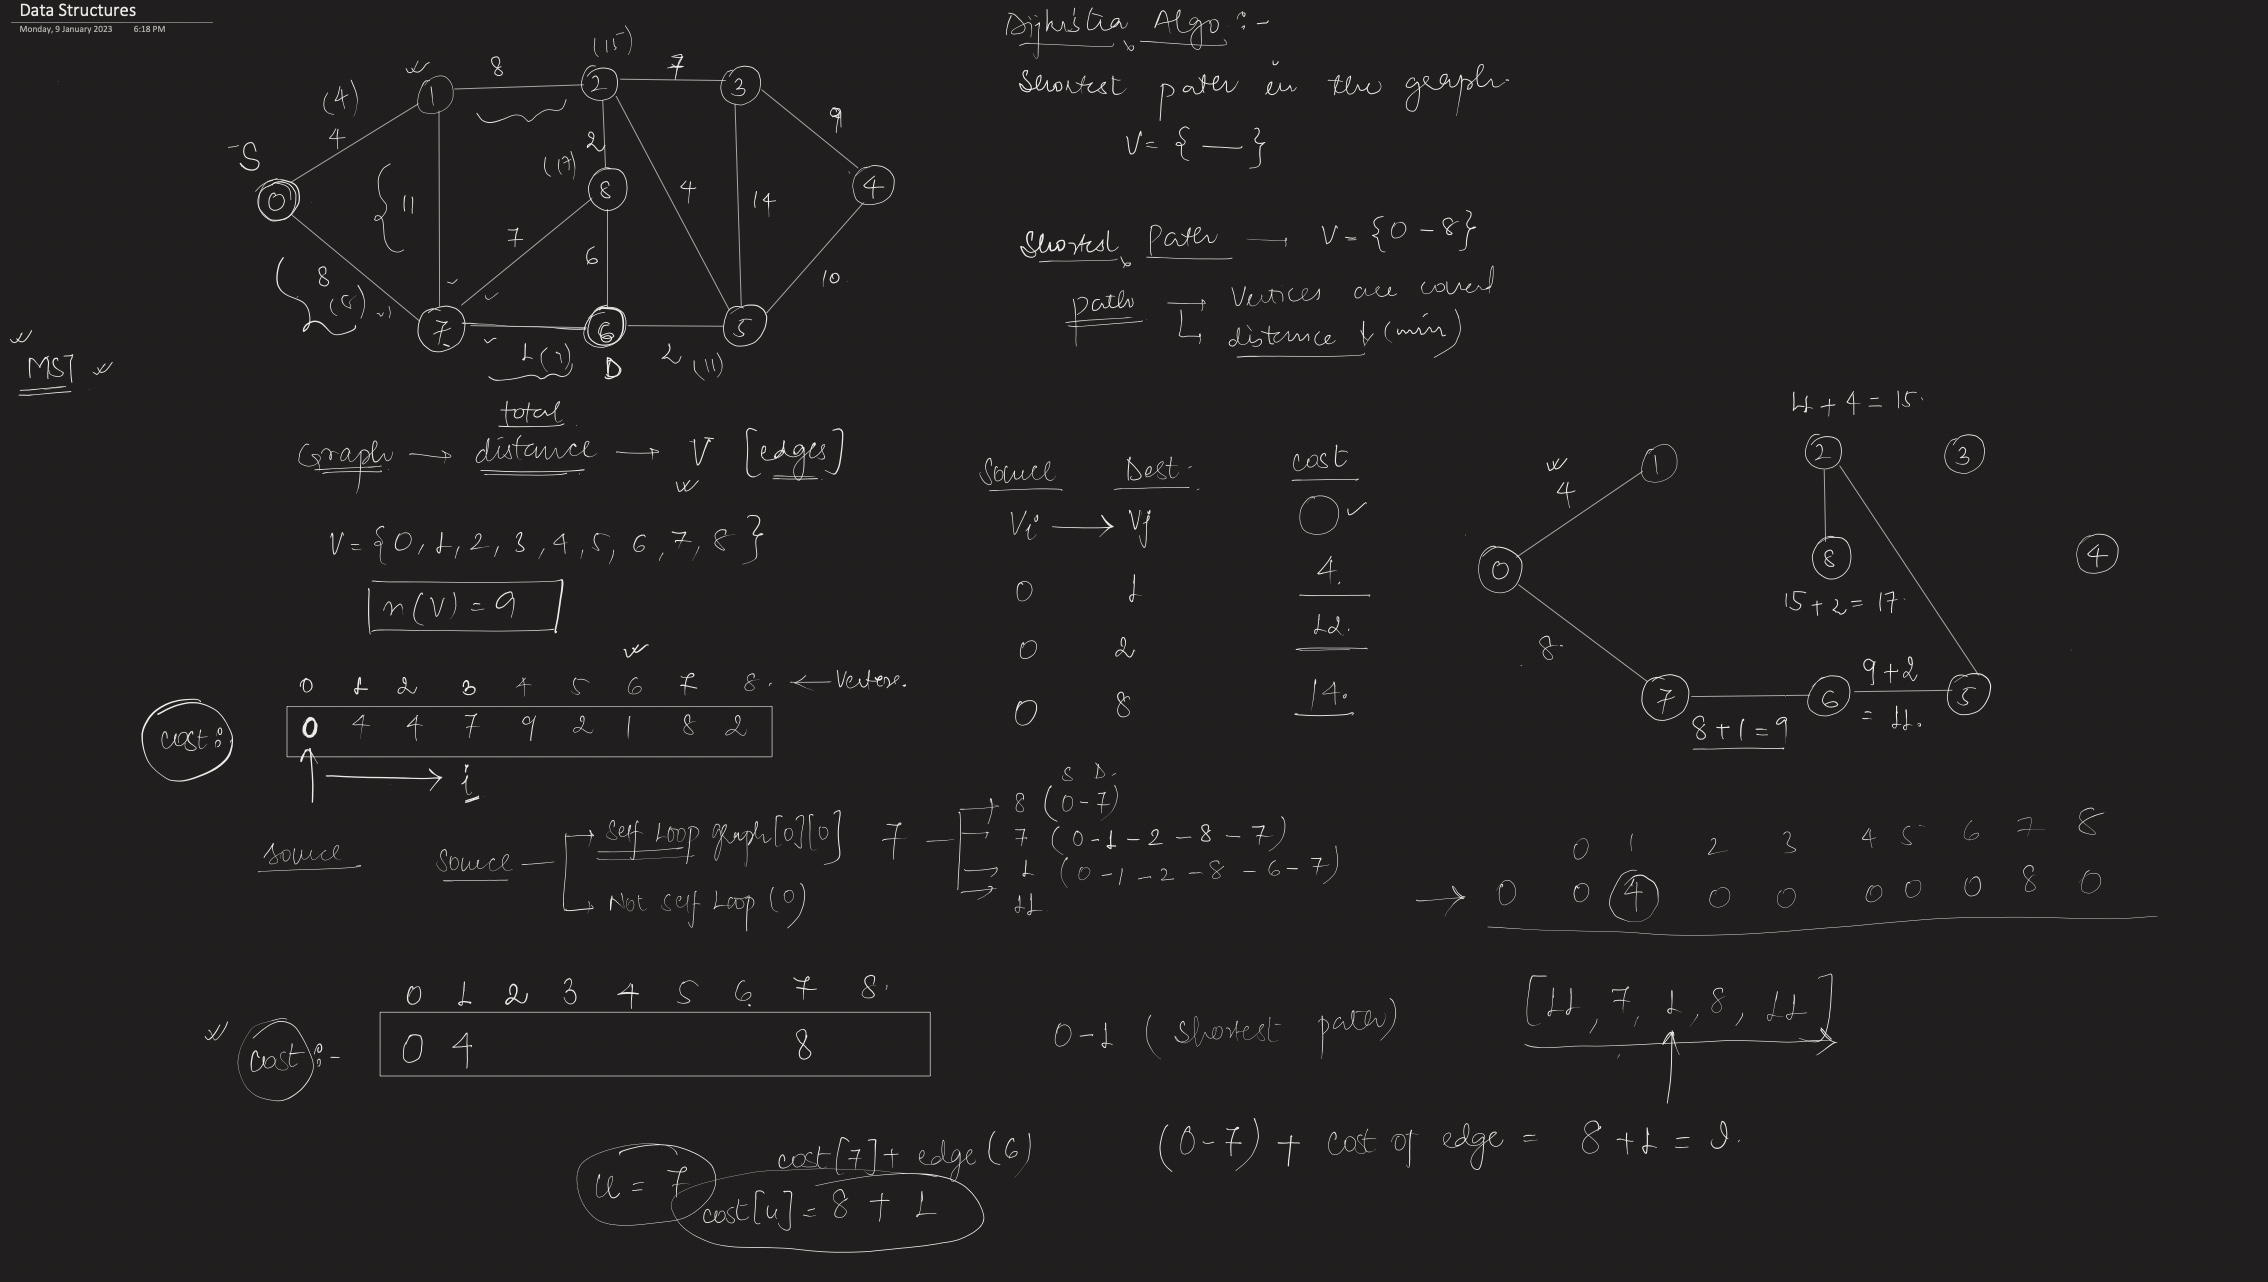 Data Structures
Monday, 9 January 2023 6:18 PM
Dijkistra Algo :-
Shortest path in the graph.
V = { — }
Shortest Path → V = {0 - 8}
path → Vertices are coverd
↳ distance ↓ (min)
(15)
1 8 2 7 3
(4)
4
S
0
11
2
(17)
8
4
14
9
4
7
6
8
(8)
10
7 6 5
1 (9)
D
2 (11)
MST
total
Graph → distance → V [edges]
V = {0, 1, 2, 3, 4, 5, 6, 7, 8}
n(V) = 9
0 1 2 3 4 5 6 7 8. ← Vertex.
cost: 0 4 4 7 9 2 1 8 2
→ i
source
source
→ Self Loop graph[0][0]
→ Not Self Loop (0)
Source Dest. cost
Vi → Vj
0 1 4.
0 2 12.
0 8 14.
11 + 4 = 15.
1 2 3
4
0
8
15 + 2 = 17.
4
8.
7 6 5
8 + 1 = 9
9 + 2
= 11.
S D.
7
→ 8 (0 - 7)
→ 7 (0 - 1 - 2 - 8 - 7)
→ 1 (0 - 1 - 2 - 8 - 6 - 7)
→ 11
0 1 2 3 4 5 6 7 8
→ 0 0 4 0 0 0 0 0 8 0
0 1 2 3 4 5 6 7 8.
cost :- 0 4 8
0-1 (shortest path)
[11, 7, 1, 8, 11]
u = 7
cost[7] + edge (6)
cost[u] = 8 + 1
(0-7) + cost of edge = 8 + 1 = 9.